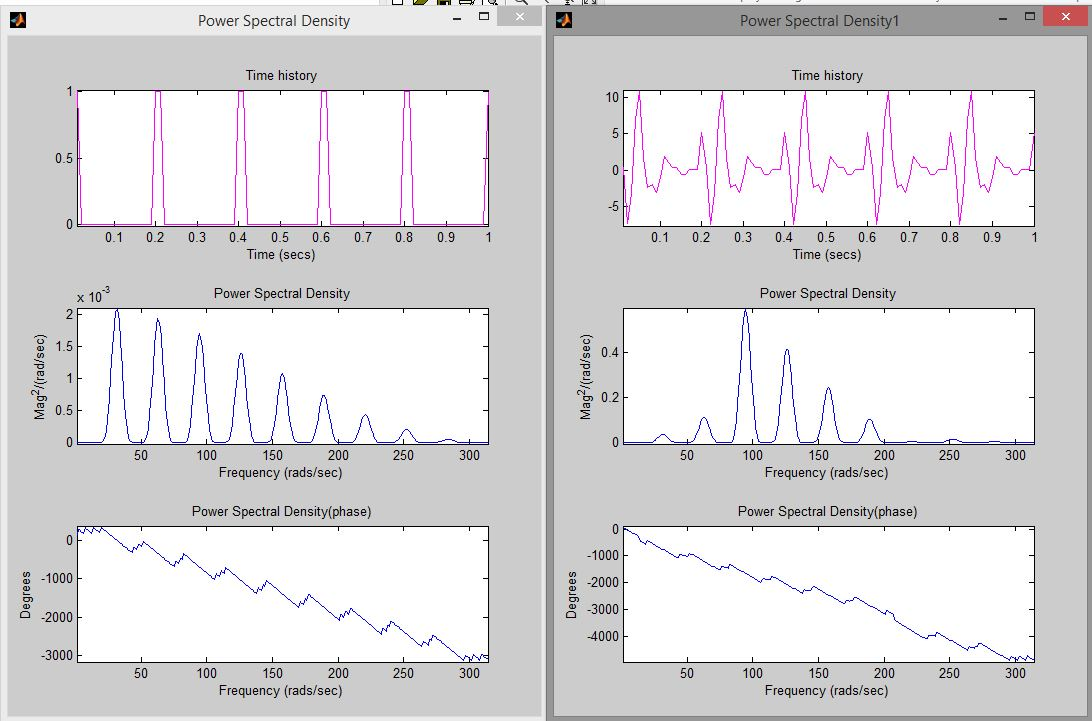 Power Spectral Density
Time history
1
0.5
0
0.1 0.2 0.3 0.4 0.5 0.6 0.7 0.8 0.9 1
Time (secs)
Power Spectral Density
x 10-3
2
1.5
1
0.5
0
Mag2/(rad/sec)
50 100 150 200 250 300
Frequency (rads/sec)
Power Spectral Density(phase)
0
-1000
-2000
-3000
Degrees
50 100 150 200 250 300
Frequency (rads/sec)
Power Spectral Density1
Time history
10
5
0
-5
0.1 0.2 0.3 0.4 0.5 0.6 0.7 0.8 0.9 1
Time (secs)
Power Spectral Density
0.4
0.2
0
Mag2/(rad/sec)
50 100 150 200 250 300
Frequency (rads/sec)
Power Spectral Density(phase)
0
-1000
-2000
-3000
-4000
Degrees
50 100 150 200 250 300
Frequency (rads/sec)